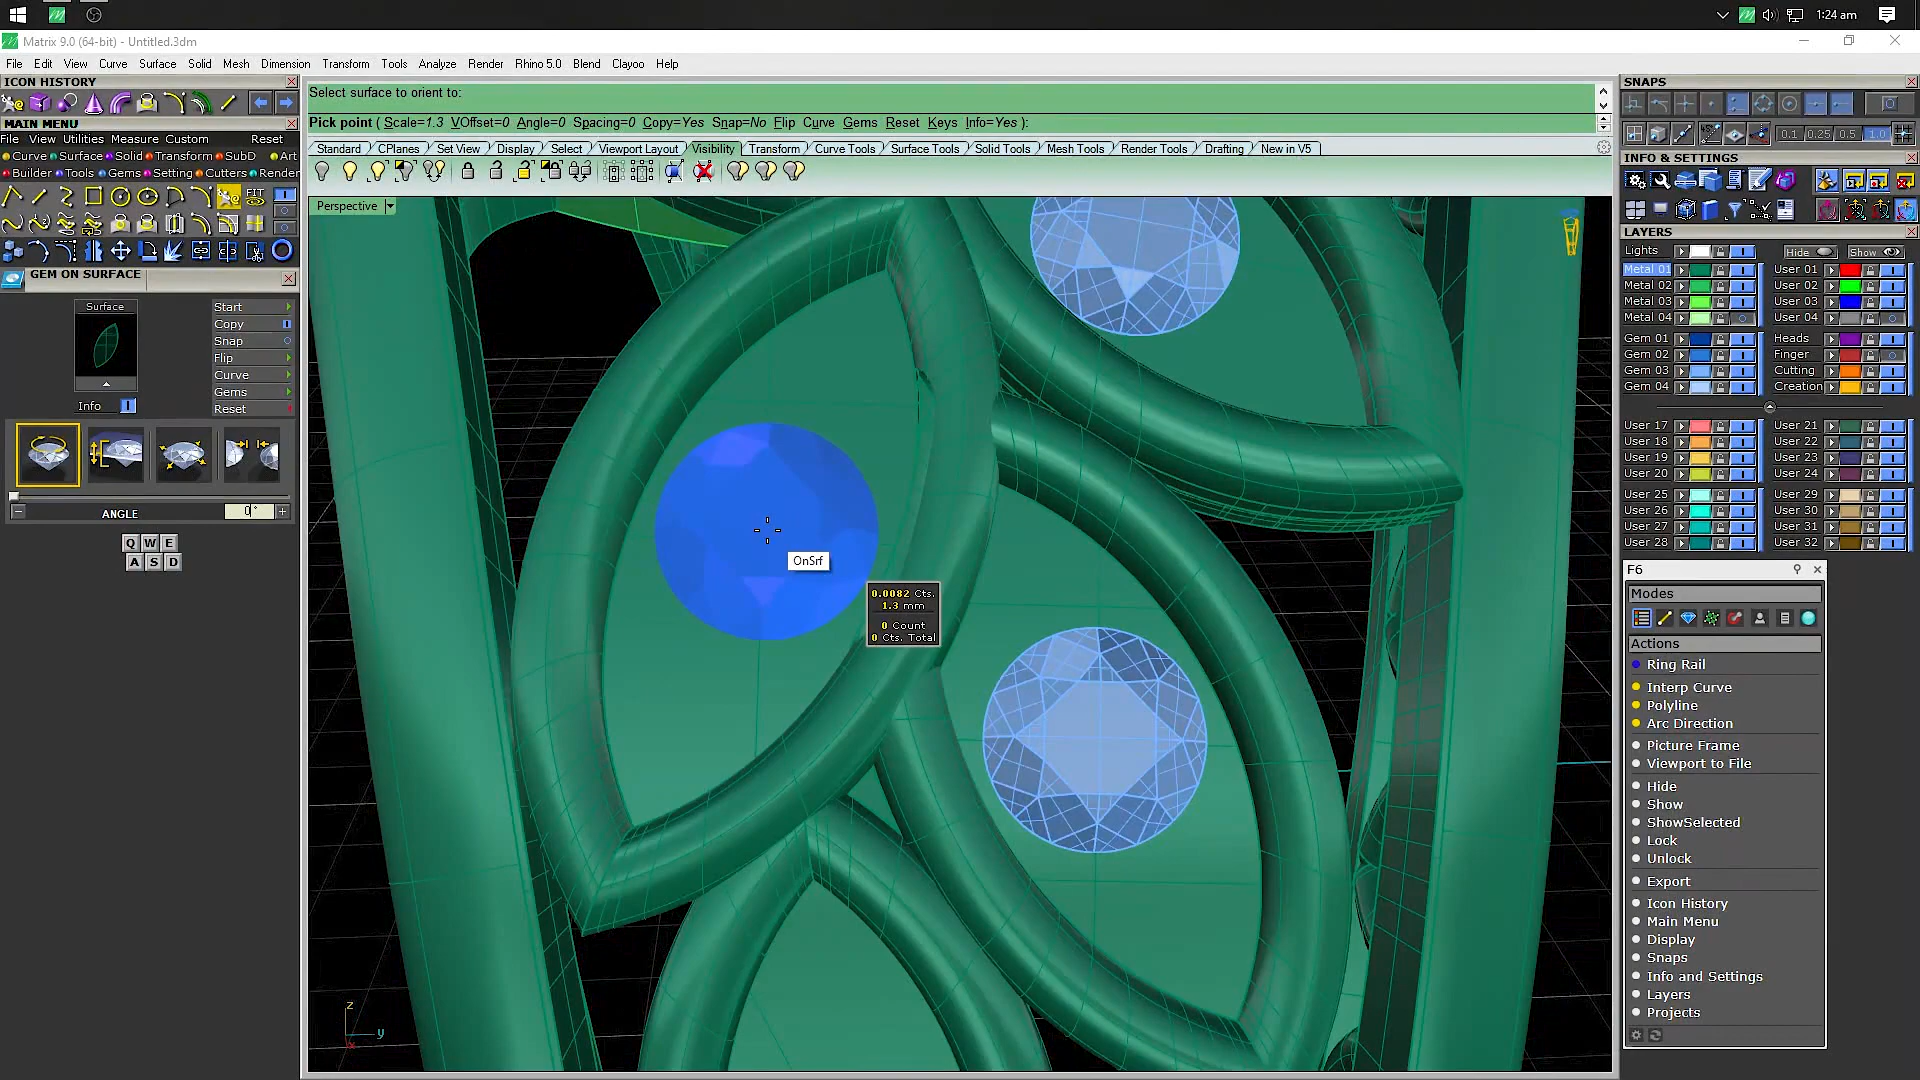 1:24 am
Matrix 9.0 (64-bit) - Untitled.3dm
File Edit View Curve Surface Solid Mesh Dimension Transform Tools Analyze Render Rhino 5.0 Blend Clayoo Help
ICON HISTORY
MAIN MENU
File View Utilities Measure Custom Reset
Curve Surface Solid Transform SubD Art
Builder Tools Gems Setting Cutters Render
FIT
GEM ON SURFACE
Surface
Info
Start
Copy
Snap
Flip
Curve
Gems
Reset
ANGLE
0°
Q W E
A S D
Select surface to orient to:
Pick point ( Scale=1.3 VOffset=0 Angle=0 Spacing=0 Copy=Yes Snap=No Flip Curve Gems Reset Keys Info=Yes ):
Standard CPlanes Set View Display Select Viewport Layout Visibility Transform Curve Tools Surface Tools Solid Tools Mesh Tools Render Tools Drafting New in V5
Perspective
OnSrf
0.0082 Cts.
1.3 mm
0 Count
0 Cts. Total
z
y
x
SNAPS
0.1 0.25 0.5 1.0
INFO & SETTINGS
LAYERS
Lights Hide Show
Metal 01 User 01
Metal 02 User 02
Metal 03 User 03
Metal 04 User 04
Gem 01 Heads
Gem 02 Finger
Gem 03 Cutting
Gem 04 Creation
User 17 User 21
User 18 User 22
User 19 User 23
User 20 User 24
User 25 User 29
User 26 User 30
User 27 User 31
User 28 User 32
F6
Modes
Actions
Ring Rail
Interp Curve
Polyline
Arc Direction
Picture Frame
Viewport to File
Hide
Show
ShowSelected
Lock
Unlock
Export
Icon History
Main Menu
Display
Snaps
Info and Settings
Layers
Projects